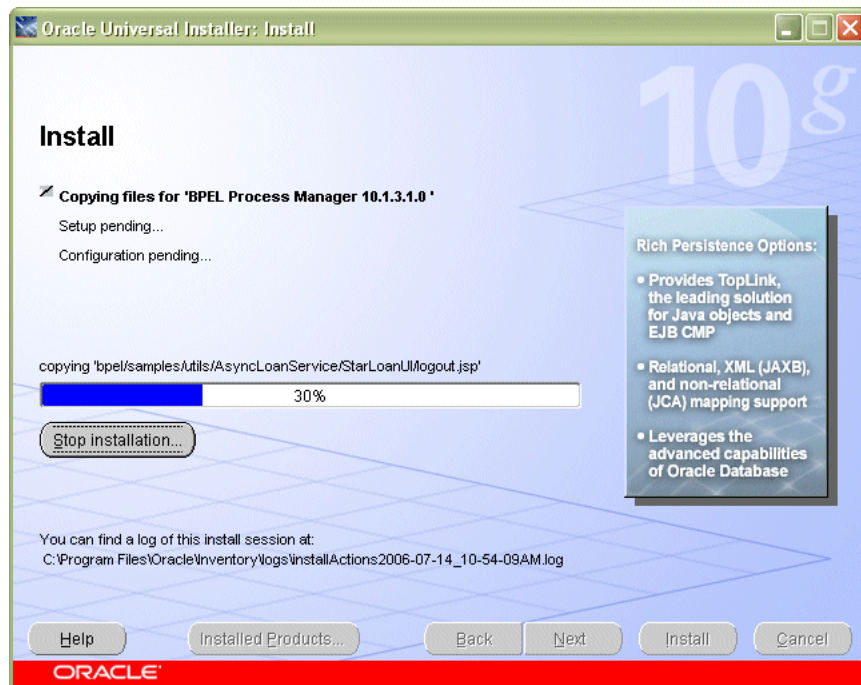 Oracle Universal Installer: Install
10g
Install
Copying files for 'BPEL Process Manager 10.1.3.1.0 '
Setup pending...
Configuration pending...
Rich Persistence Options:
• Provides TopLink,
the leading solution
for Java objects and
EJB CMP
• Relational, XML (JAXB),
and non-relational
(JCA) mapping support
• Leverages the
advanced capabilities
of Oracle Database
copying 'bpel/samples/utils/AsyncLoanService/StarLoanUI/logout.jsp'
30%
Stop installation...
You can find a log of this install session at:
C:\Program Files\Oracle\Inventory\logs\installActions2006-07-14_10-54-09AM.log
Help
Installed Products...
Back
Next
Install
Cancel
ORACLE